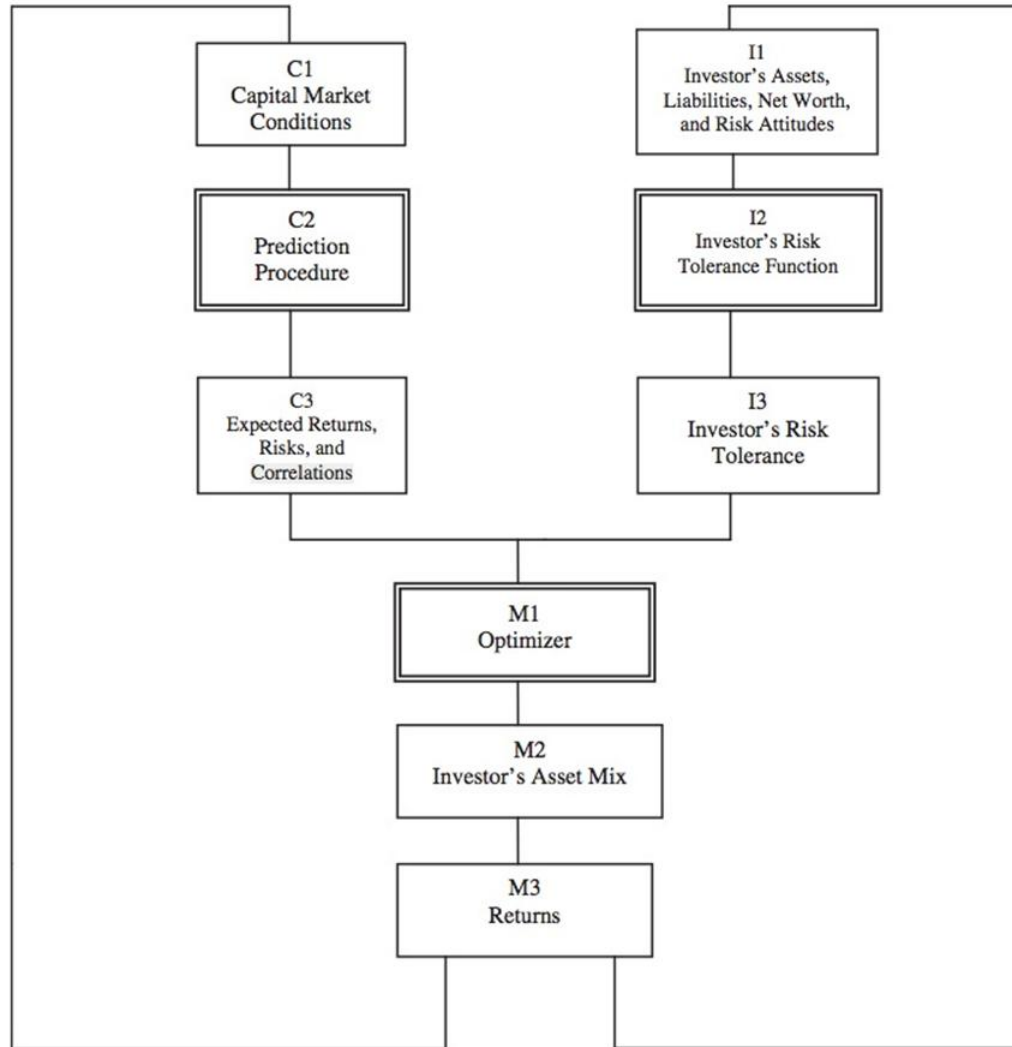 C1
Capital Market
Conditions
I1
Investor's Assets,
Liabilities, Net Worth,
and Risk Attitudes
C2
Prediction
Procedure
I2
Investor's Risk
Tolerance Function
C3
Expected Returns,
Risks, and
Correlations
I3
Investor's Risk
Tolerance
M1
Optimizer
M2
Investor's Asset Mix
M3
Returns